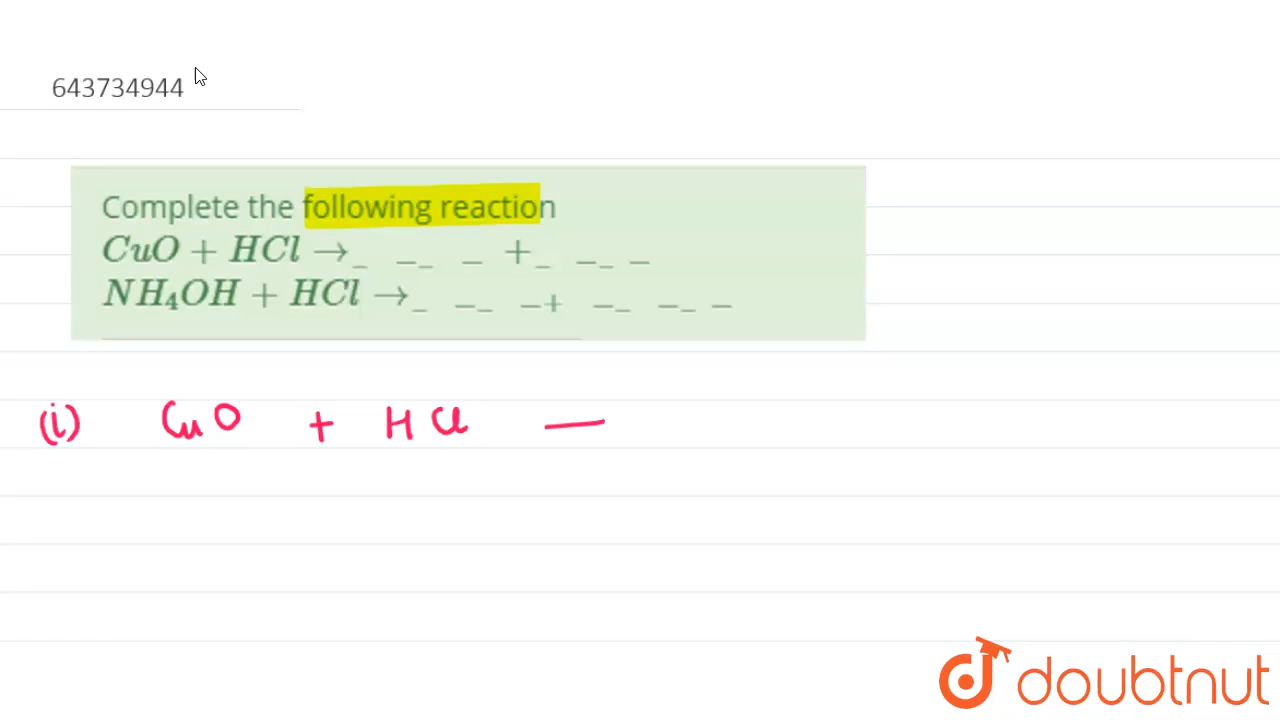 643734944
Complete the following reaction
CuO + HCl →_ _ _ _ + _ _ _ _
NH₄OH + HCl →_ _ _ _+ _ _ _ _ _
(i) CuO + HCl —
doubtnut